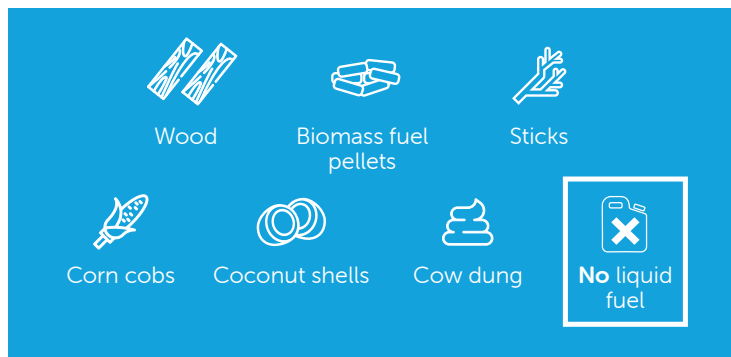 Wood
Biomass fuel
pellets
Sticks
Corn cobs
Coconut shells
Cow dung
No liquid
fuel